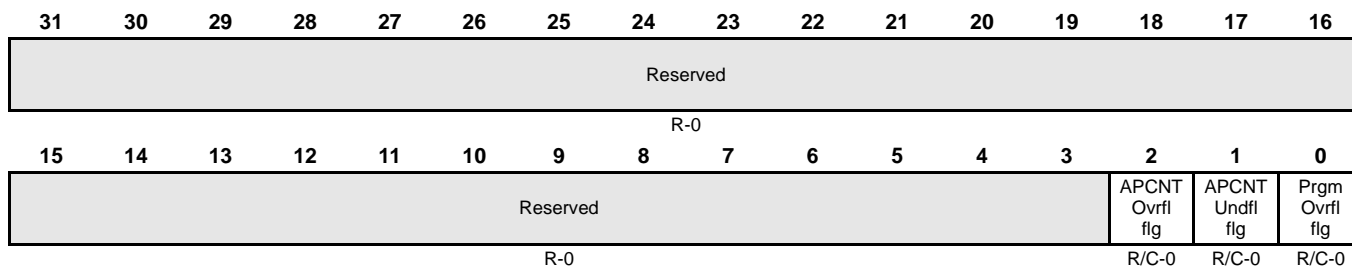 31 30 29 28 27 26 25 24 23 22 21 20 19 18 17 16
Reserved
R-0
15 14 13 12 11 10 9 8 7 6 5 4 3 2 1 0
Reserved
APCNT Ovrfl flg
APCNT Undfl flg
Prgm Ovrfl flg
R-0 R/C-0 R/C-0 R/C-0